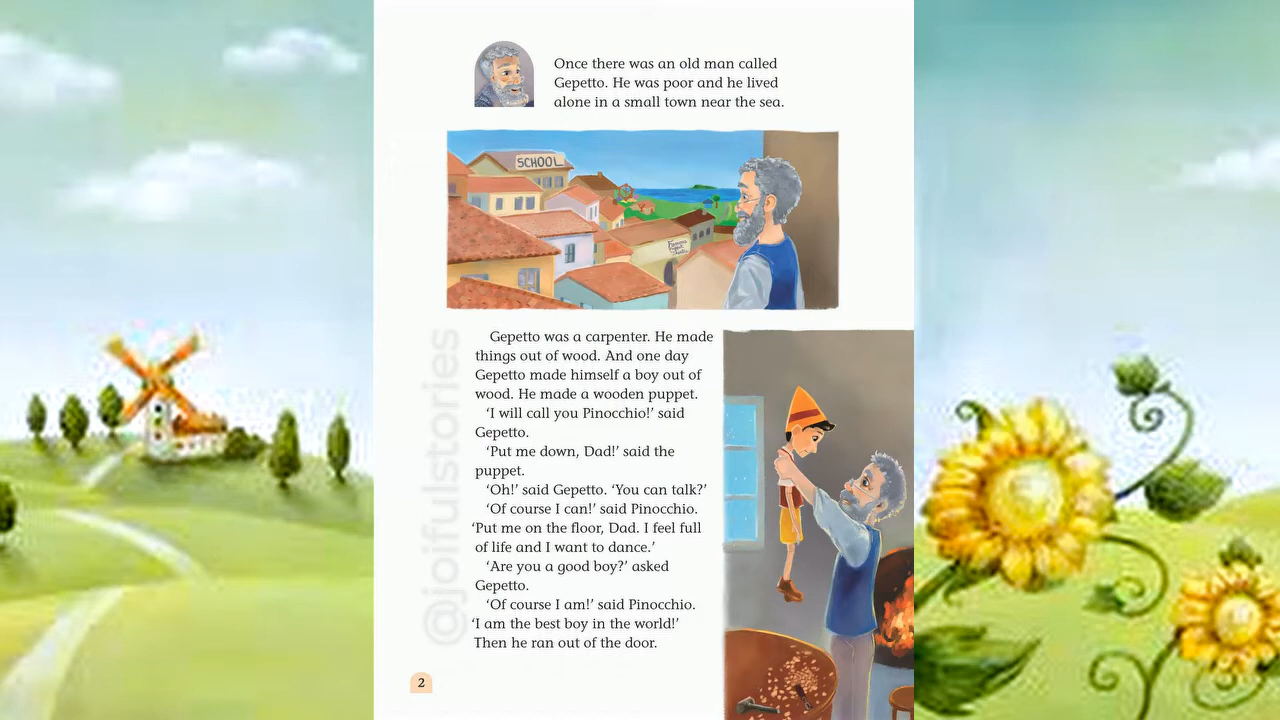 Once there was an old man called
Gepetto. He was poor and he lived
alone in a small town near the sea.
SCHOOL
Famous
Puppet
Theatre
Gepetto was a carpenter. He made
things out of wood. And one day
Gepetto made himself a boy out of
wood. He made a wooden puppet.
‘I will call you Pinocchio!’ said
Gepetto.
‘Put me down, Dad!’ said the
puppet.
‘Oh!’ said Gepetto. ‘You can talk?’
‘Of course I can!’ said Pinocchio.
‘Put me on the floor, Dad. I feel full
of life and I want to dance.’
‘Are you a good boy?’ asked
Gepetto.
‘Of course I am!’ said Pinocchio.
‘I am the best boy in the world!’
Then he ran out of the door.
2
@joifulstories